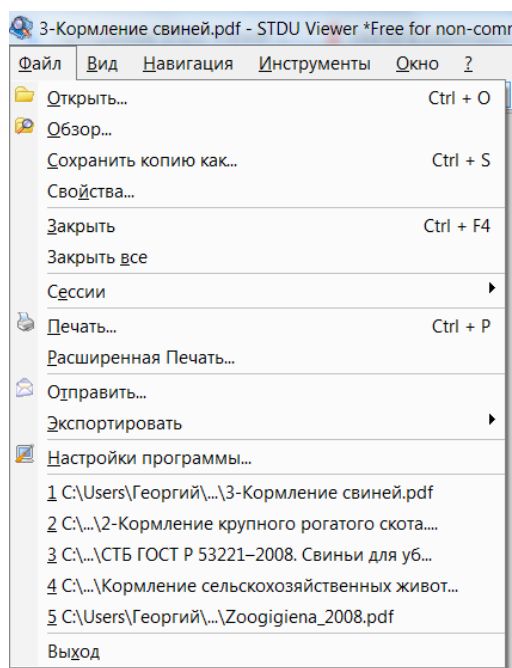 3-Кормление свиней.pdf - STDU Viewer *Free for non-comm
Файл Вид Навигация Инструменты Окно ?
Открыть... Ctrl + O
Обзор...
Сохранить копию как... Ctrl + S
Свойства...
Закрыть Ctrl + F4
Закрыть все
Сессии
Печать... Ctrl + P
Расширенная Печать...
Отправить...
Экспортировать
Настройки программы...
1 C:\Users\Георгий\...\3-Кормление свиней.pdf
2 C:\...\2-Кормление крупного рогатого скота....
3 C:\...\СТБ ГОСТ Р 53221–2008. Свиньи для уб...
4 C:\...\Кормление сельскохозяйственных живот...
5 C:\Users\Георгий\...\Zoogigiena_2008.pdf
Выход